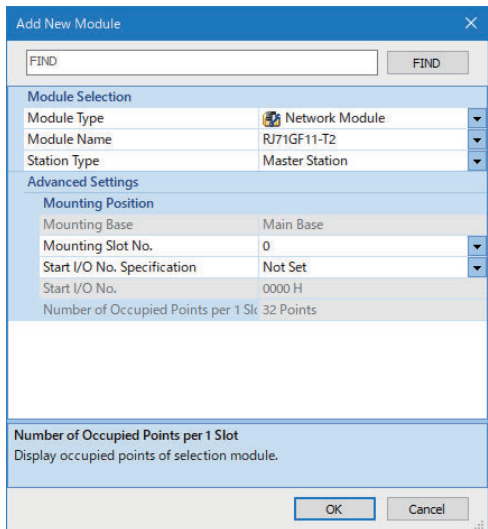 Add New Module
FIND FIND
Module Selection
Module Type Network Module
Module Name RJ71GF11-T2
Station Type Master Station
Advanced Settings
Mounting Position
Mounting Base Main Base
Mounting Slot No. 0
Start I/O No. Specification Not Set
Start I/O No. 0000 H
Number of Occupied Points per 1 Slo 32 Points
Number of Occupied Points per 1 Slot
Display occupied points of selection module.
OK Cancel